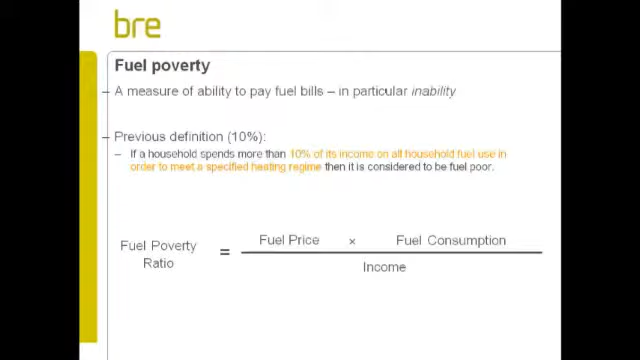 bre
Fuel poverty
– A measure of ability to pay fuel bills – in particular inability
– Previous definition (10%):
– If a household spends more than 10% of its income on all household fuel use in
order to meet a specified heating regime then it is considered to be fuel poor.
Fuel Poverty
Ratio
=
Fuel Price × Fuel Consumption
Income